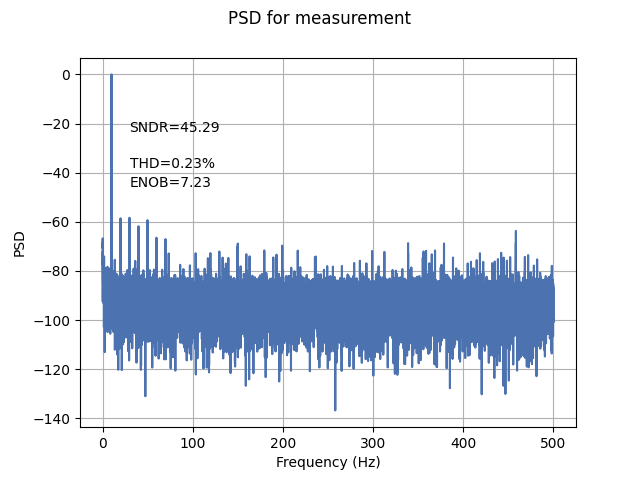 PSD for measurement
0
−20
−40
−60
−80
−100
−120
−140
PSD
SNDR=45.29
THD=0.23%
ENOB=7.23
0 100 200 300 400 500
Frequency (Hz)